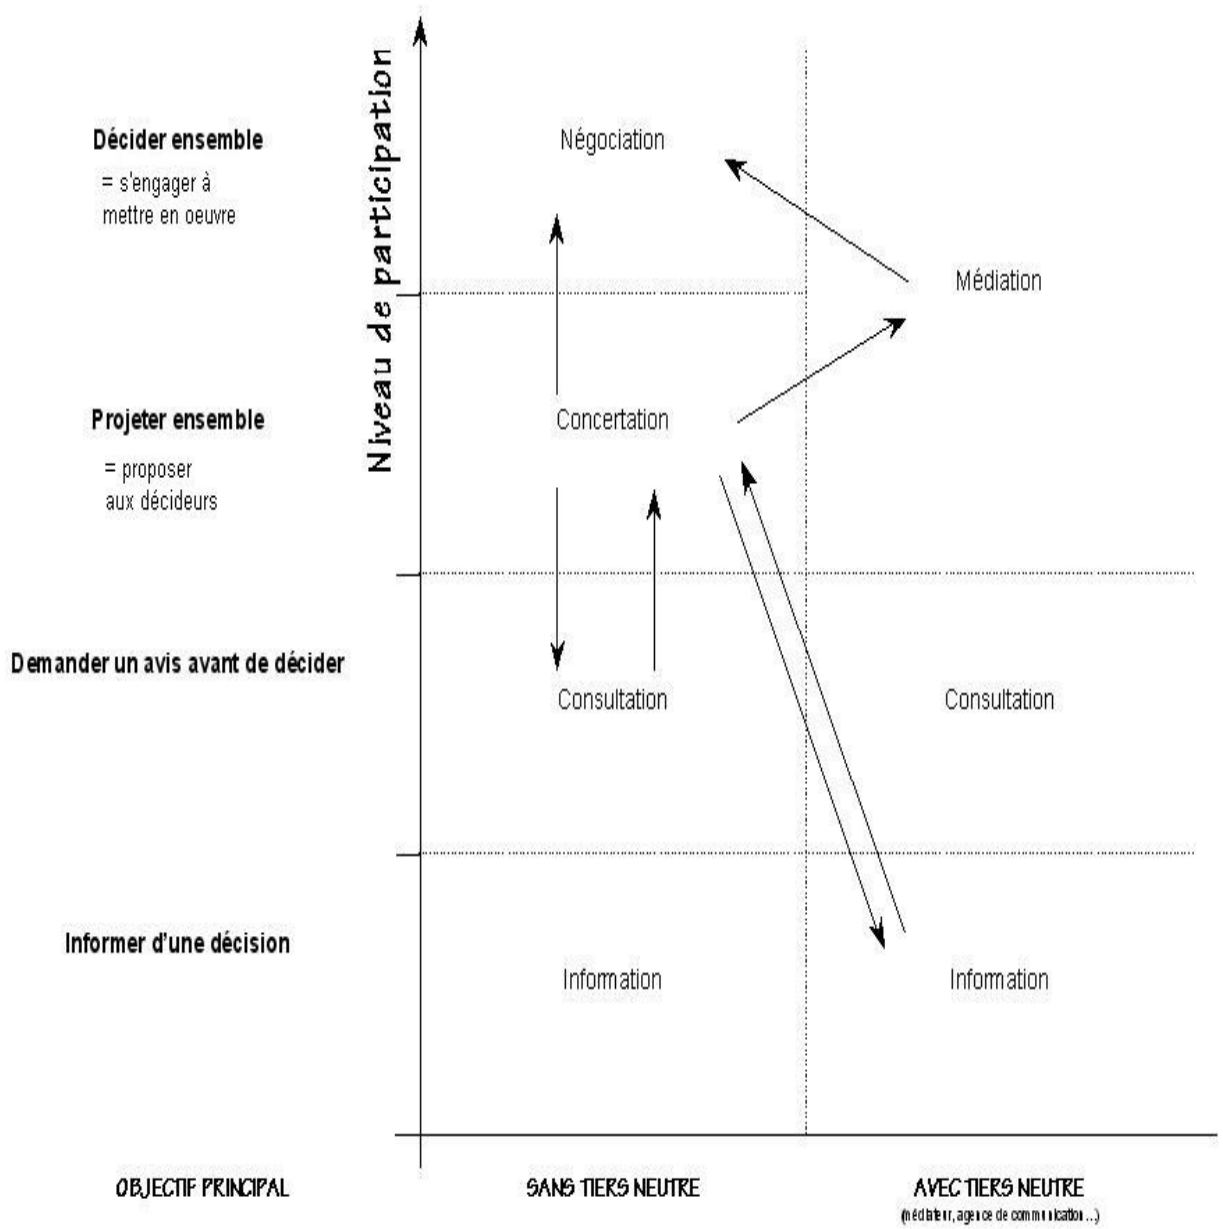 Niveau de participation
Décider ensemble
= s'engager à
mettre en oeuvre
Négociation
Médiation
Projeter ensemble
= proposer
aux décideurs
Concertation
Demander un avis avant de décider
Consultation
Consultation
Informer d'une décision
Information
Information
OBJECTIF PRINCIPAL
SANS TIERS NEUTRE
AVEC TIERS NEUTRE
(médiateur, agence de communication...)